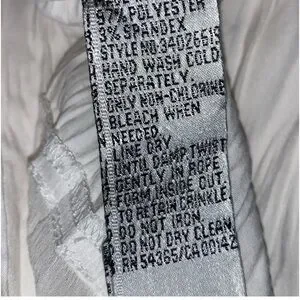 97% POLYESTER
3% SPANDEX
STYLE NO 34026515
HAND WASH COLD
SEPARATELY
ONLY NON-CHLORINE
BLEACH WHEN
NEEDED
LINE DRY
UNTIL DAMP TWIST
GENTLY IN ROPE
FORM INSIDE OUT
TO RETAIN CRINKLE
DO NOT IRON
DO NOT DRY CLEAN
RN 54365/CA 00142